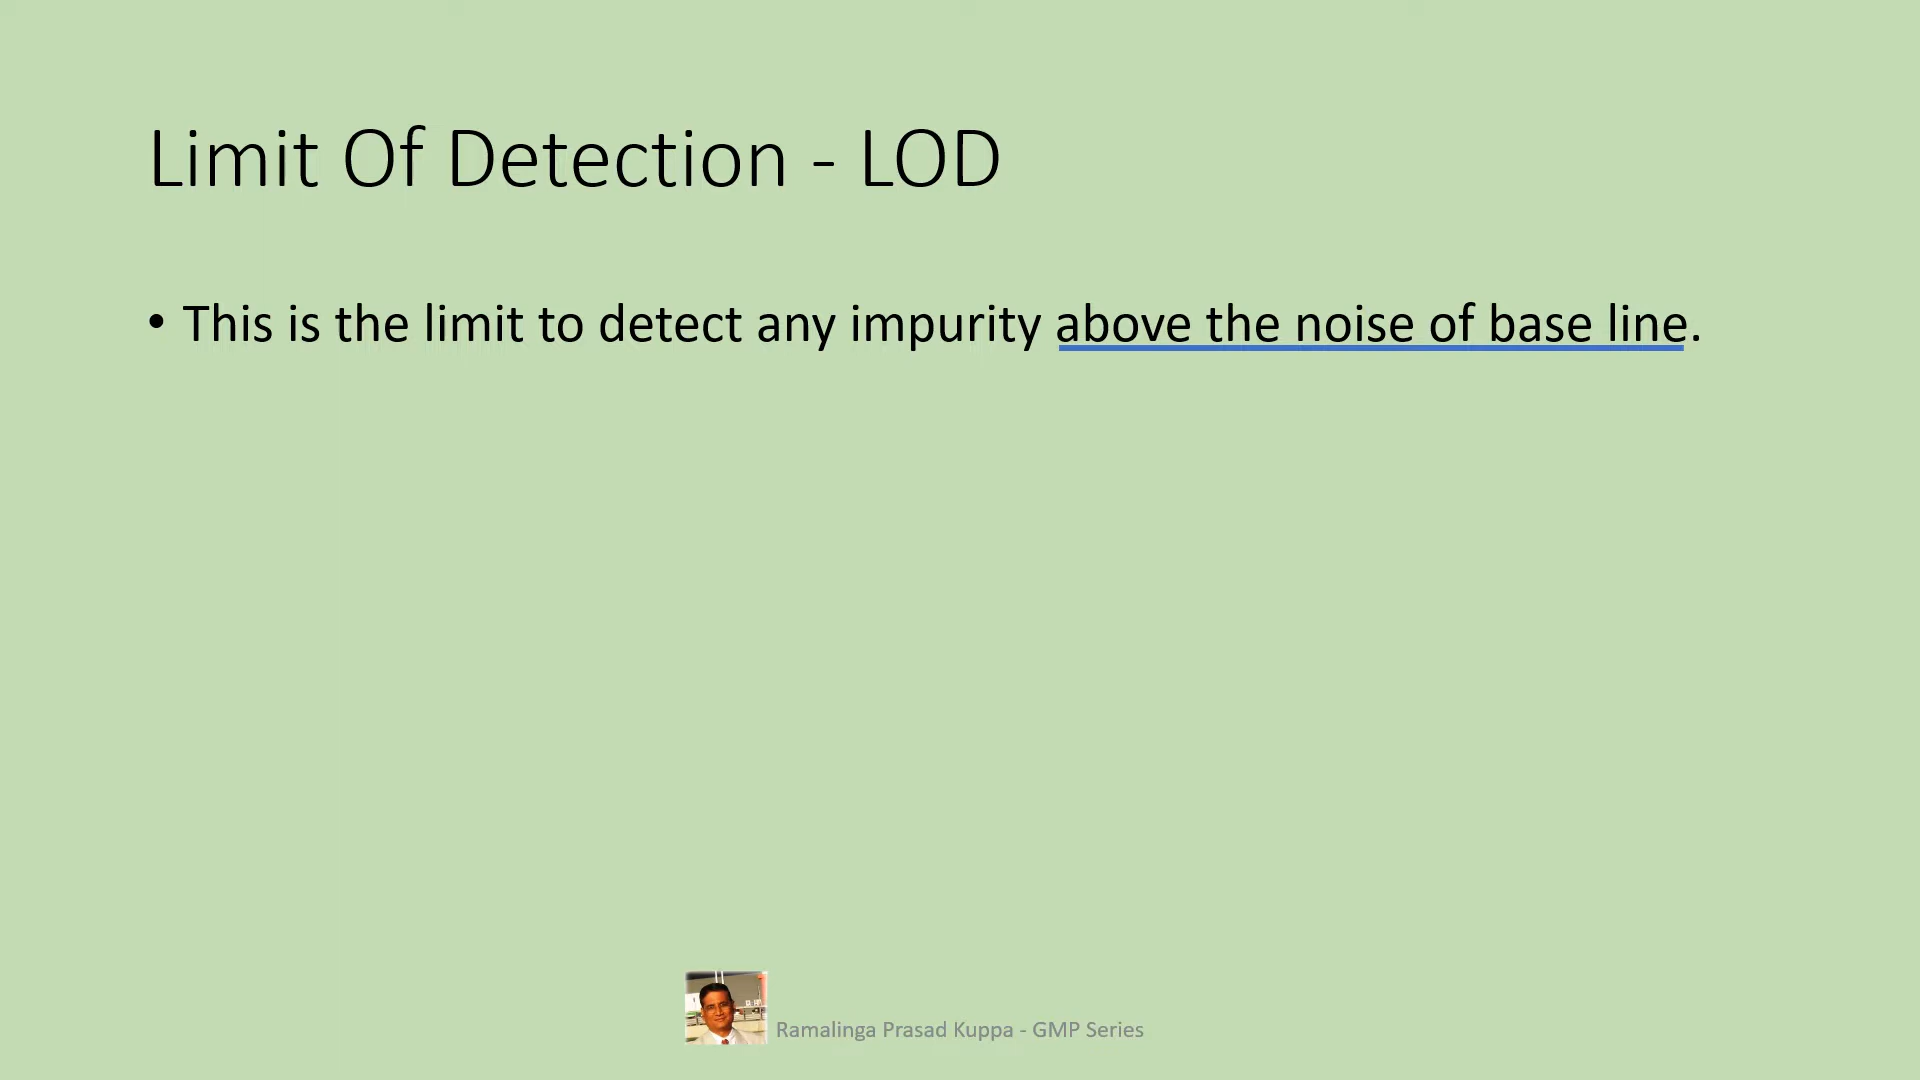 Limit Of Detection - LOD
• This is the limit to detect any impurity above the noise of base line.
Ramalinga Prasad Kuppa - GMP Series